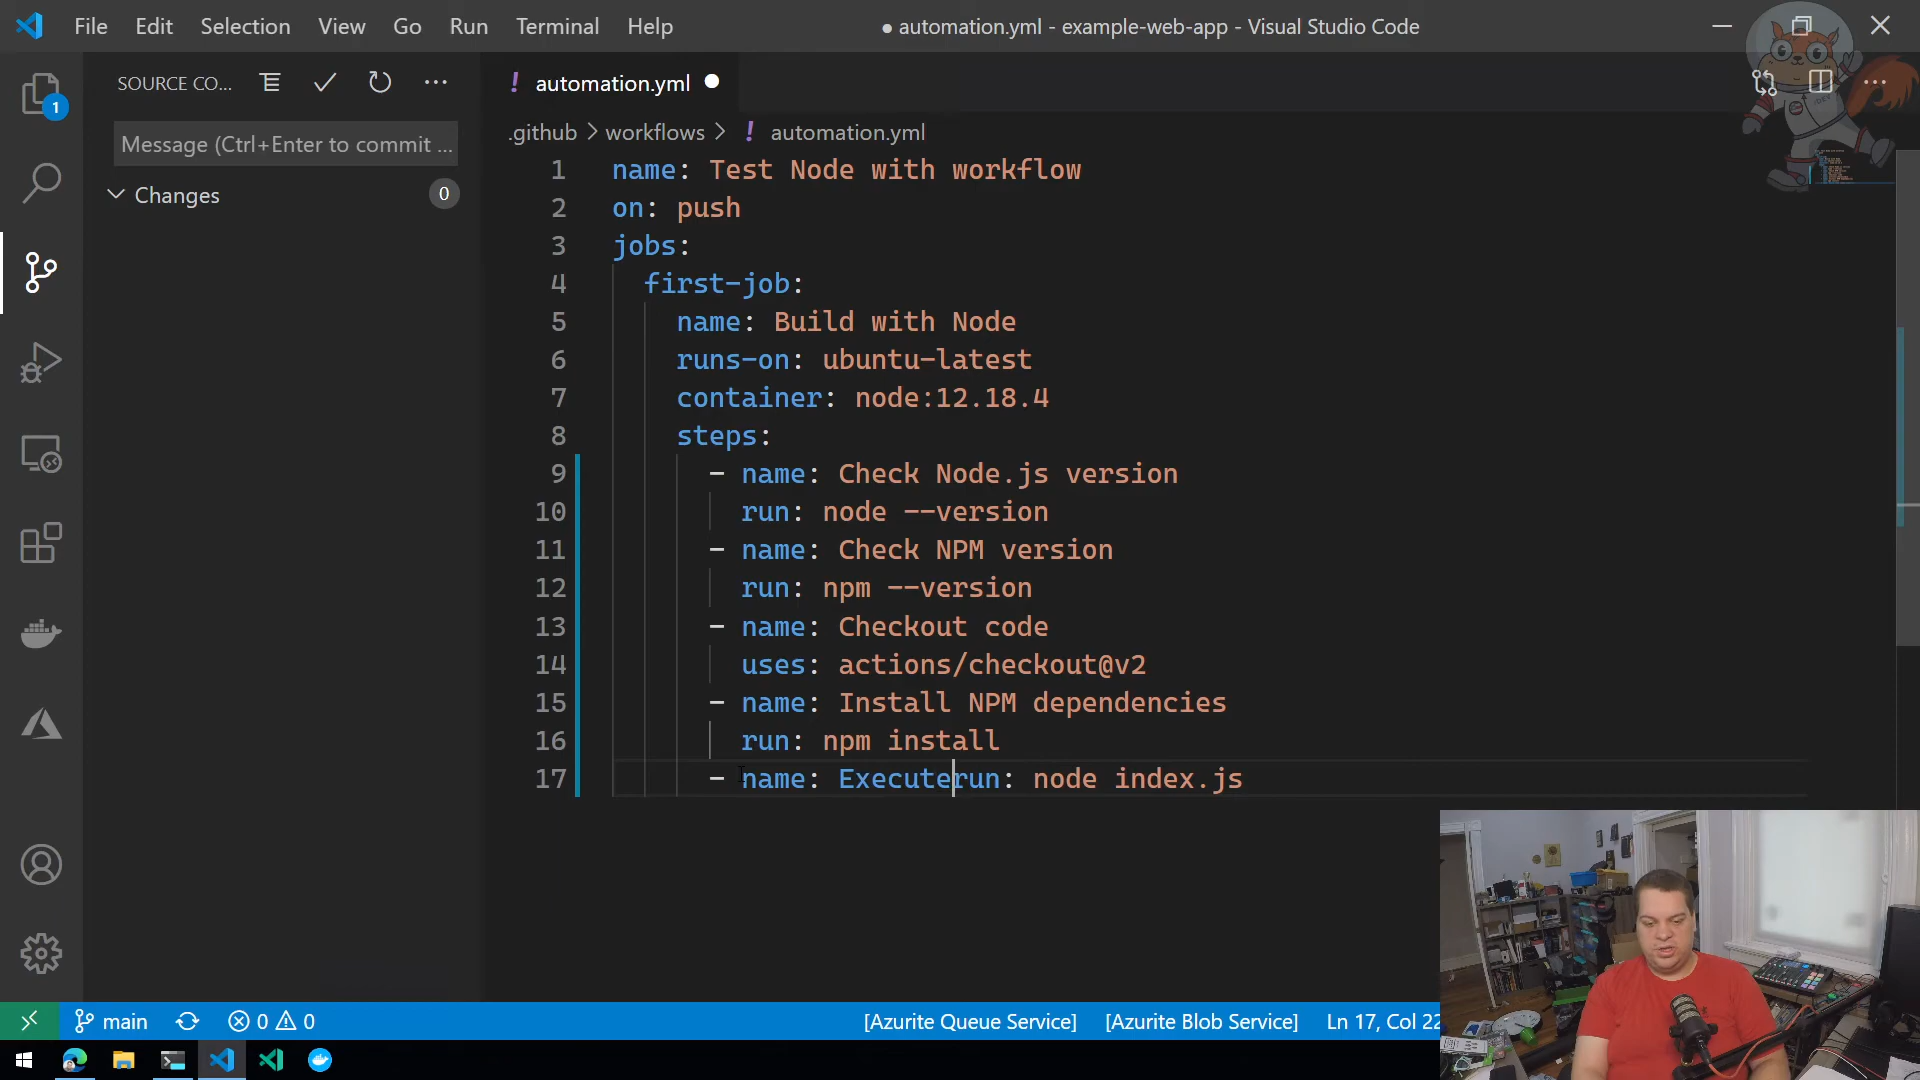 File Edit Selection View Go Run Terminal Help
● automation.yml - example-web-app - Visual Studio Code
SOURCE CO...
! automation.yml ●
1
Message (Ctrl+Enter to commit ...
.github > workflows > ! automation.yml
Changes 0
1 name: Test Node with workflow
2 on: push
3 jobs:
4 first-job:
5 name: Build with Node
6 runs-on: ubuntu-latest
7 container: node:12.18.4
8 steps:
9 - name: Check Node.js version
10 run: node --version
11 - name: Check NPM version
12 run: npm --version
13 - name: Checkout code
14 uses: actions/checkout@v2
15 - name: Install NPM dependencies
16 run: npm install
17 - name: Executerun: node index.js
main 0 0 [Azurite Queue Service] [Azurite Blob Service] Ln 17, Col 22